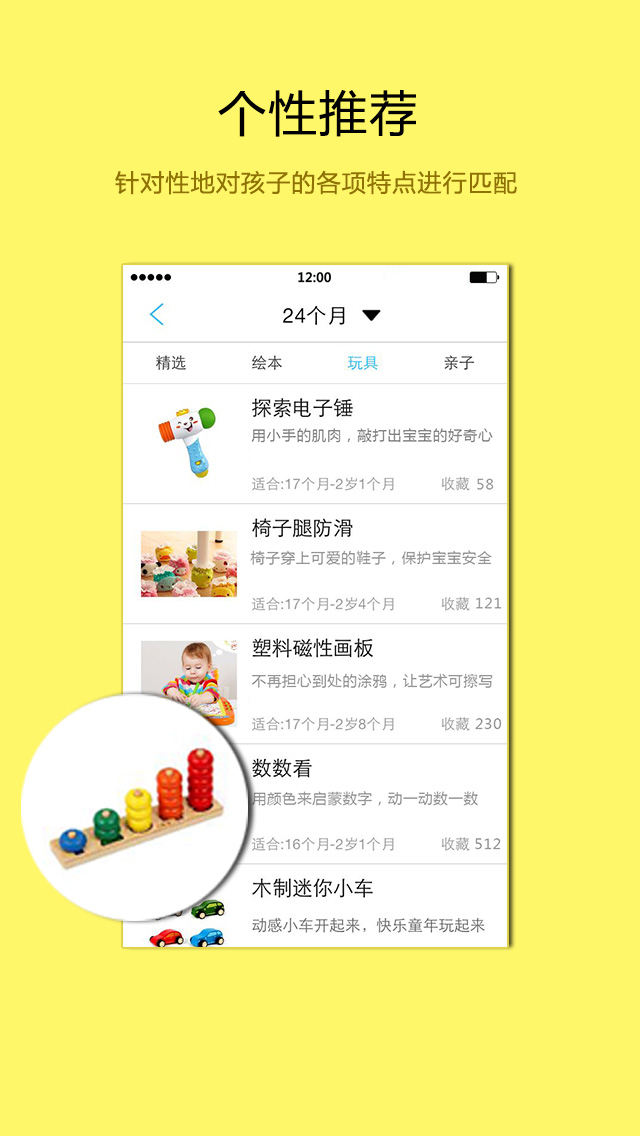 个性推荐
针对性地对孩子的各项特点进行匹配
12:00
24个月
精选 绘本 玩具 亲子
探索电子锤
用小手的肌肉，敲打出宝宝的好奇心
适合:17个月-2岁1个月 收藏 58
椅子腿防滑
椅子穿上可爱的鞋子，保护宝宝安全
适合:17个月-2岁4个月 收藏 121
塑料磁性画板
不再担心到处的涂鸦，让艺术可擦写
适合:17个月-2岁8个月 收藏 230
数数看
用颜色来启蒙数字，动一动数一数
适合:16个月-2岁1个月 收藏 512
木制迷你小车
动感小车开起来，快乐童年玩起来